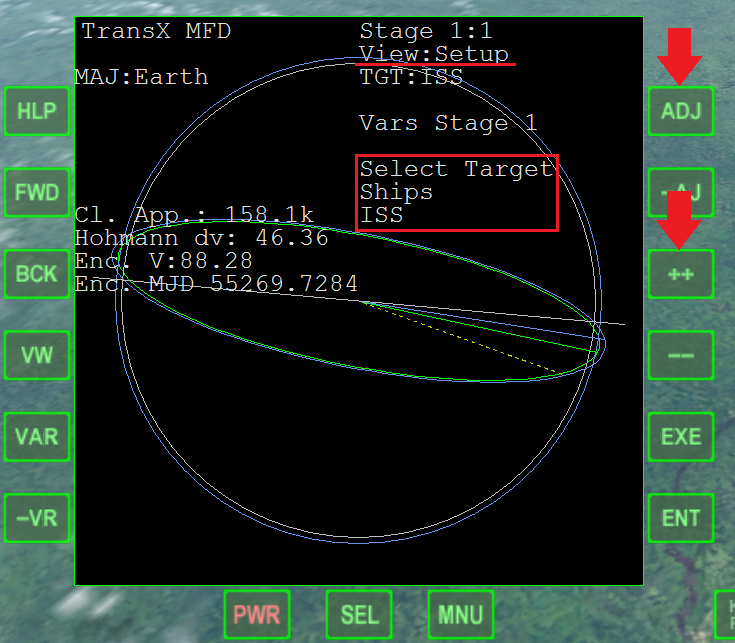 TransX MFD
Stage 1:1
View:Setup
MAJ:Earth
TGT:ISS
Vars Stage 1
Select Target
Ships
ISS
Cl. App.: 158.1k
Hohmann dv: 46.36
Enc. V:88.28
Enc. MJD 55269.7284
HLP
FWD
BCK
VW
VAR
-VR
ADJ
-AJ
++
--
EXE
ENT
PWR
SEL
MNU